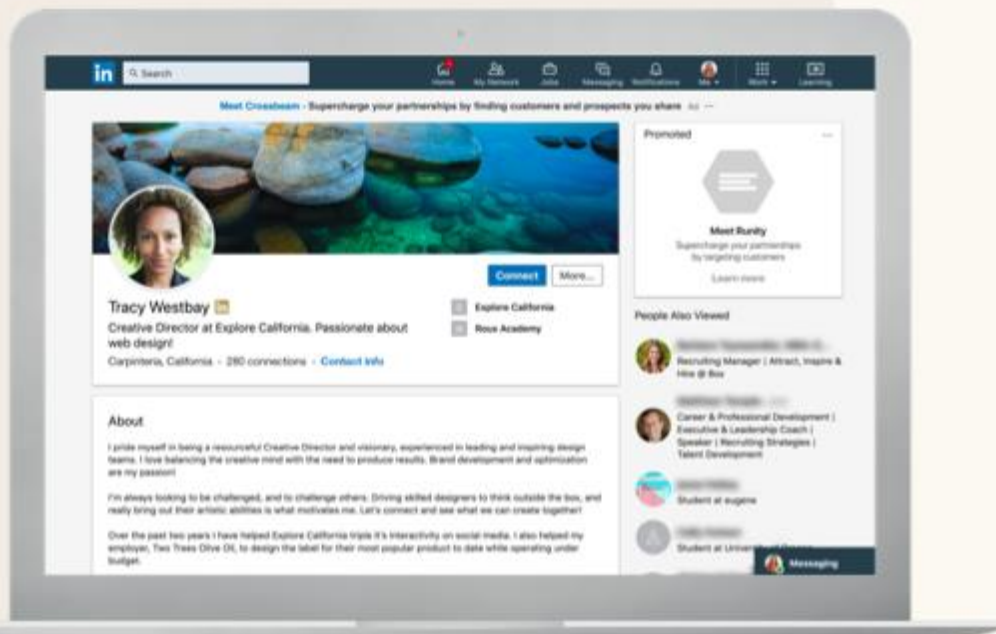 in
Search
Home My Network Jobs Messaging Notifications Me Work Learning
Meet Crossbeam - Supercharge your partnerships by finding customers and prospects you share Ad ...
Promoted ...
Meet Runity
Supercharge your partnerships
by targeting customers
Learn more
Connect More...
Tracy Westbay in
Creative Director at Explore California. Passionate about
web design!
Carpinteria, California · 280 connections · Contact Info
Explore California
Roux Academy
About
I pride myself in being a resourceful Creative Director and visionary, experienced in leading and inspiring design
teams. I love balancing the creative mind with the need to produce results. Brand development and optimization
are my passion!
I'm always looking to be challenged, and to challenge others. Driving skilled designers to think outside the box, and
really bring out their artistic abilities is what motivates me. Let's connect and see what we can create together!
Over the past two years I have helped Explore California triple it's interactivity on social media. I also helped my
employer, Two Trees Olive Oil, to design the label for their most popular product to date while operating under
budget.
People Also Viewed
Recruiting Manager | Attract, Inspire &
Hire @ Box
Career & Professional Development |
Executive & Leadership Coach |
Speaker | Recruiting Strategies |
Talent Development
Student at eugene
Student at
Messaging